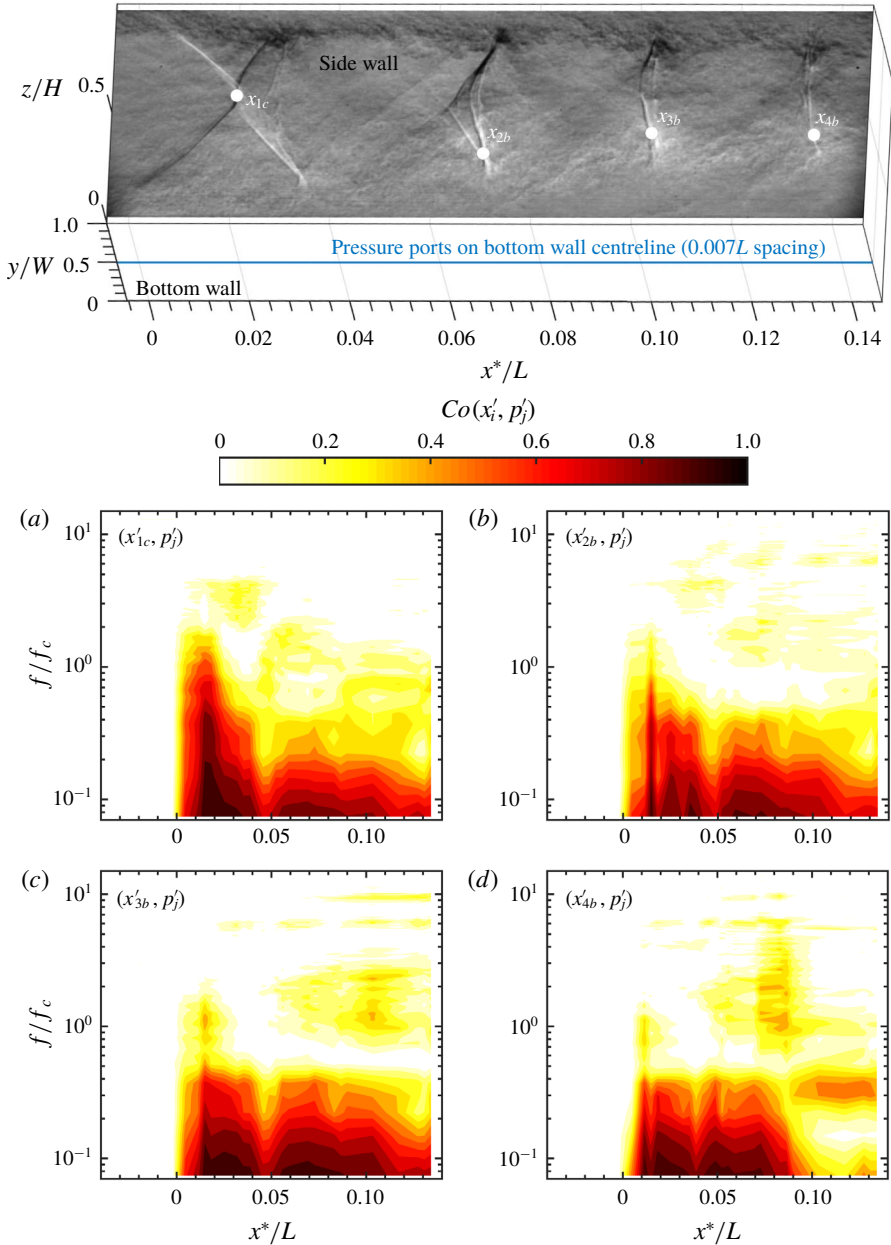 Side wall
x1c
x2b
x3b
x4b
z/H
0.5
0
1.0
y/W
0.5
0
Pressure ports on bottom wall centreline (0.007L spacing)
Bottom wall
0 0.02 0.04 0.06 0.08 0.10 0.12 0.14
x*/L
Co(x′i, p′j)
0 0.2 0.4 0.6 0.8 1.0
(a)
(x′1c, p′j)
10¹
10⁰
10⁻¹
f/fc
0 0.05 0.10
(b)
(x′2b, p′j)
10¹
10⁰
10⁻¹
0 0.05 0.10
(c)
(x′3b, p′j)
10¹
10⁰
10⁻¹
f/fc
0 0.05 0.10
x*/L
(d)
(x′4b, p′j)
10¹
10⁰
10⁻¹
0 0.05 0.10
x*/L